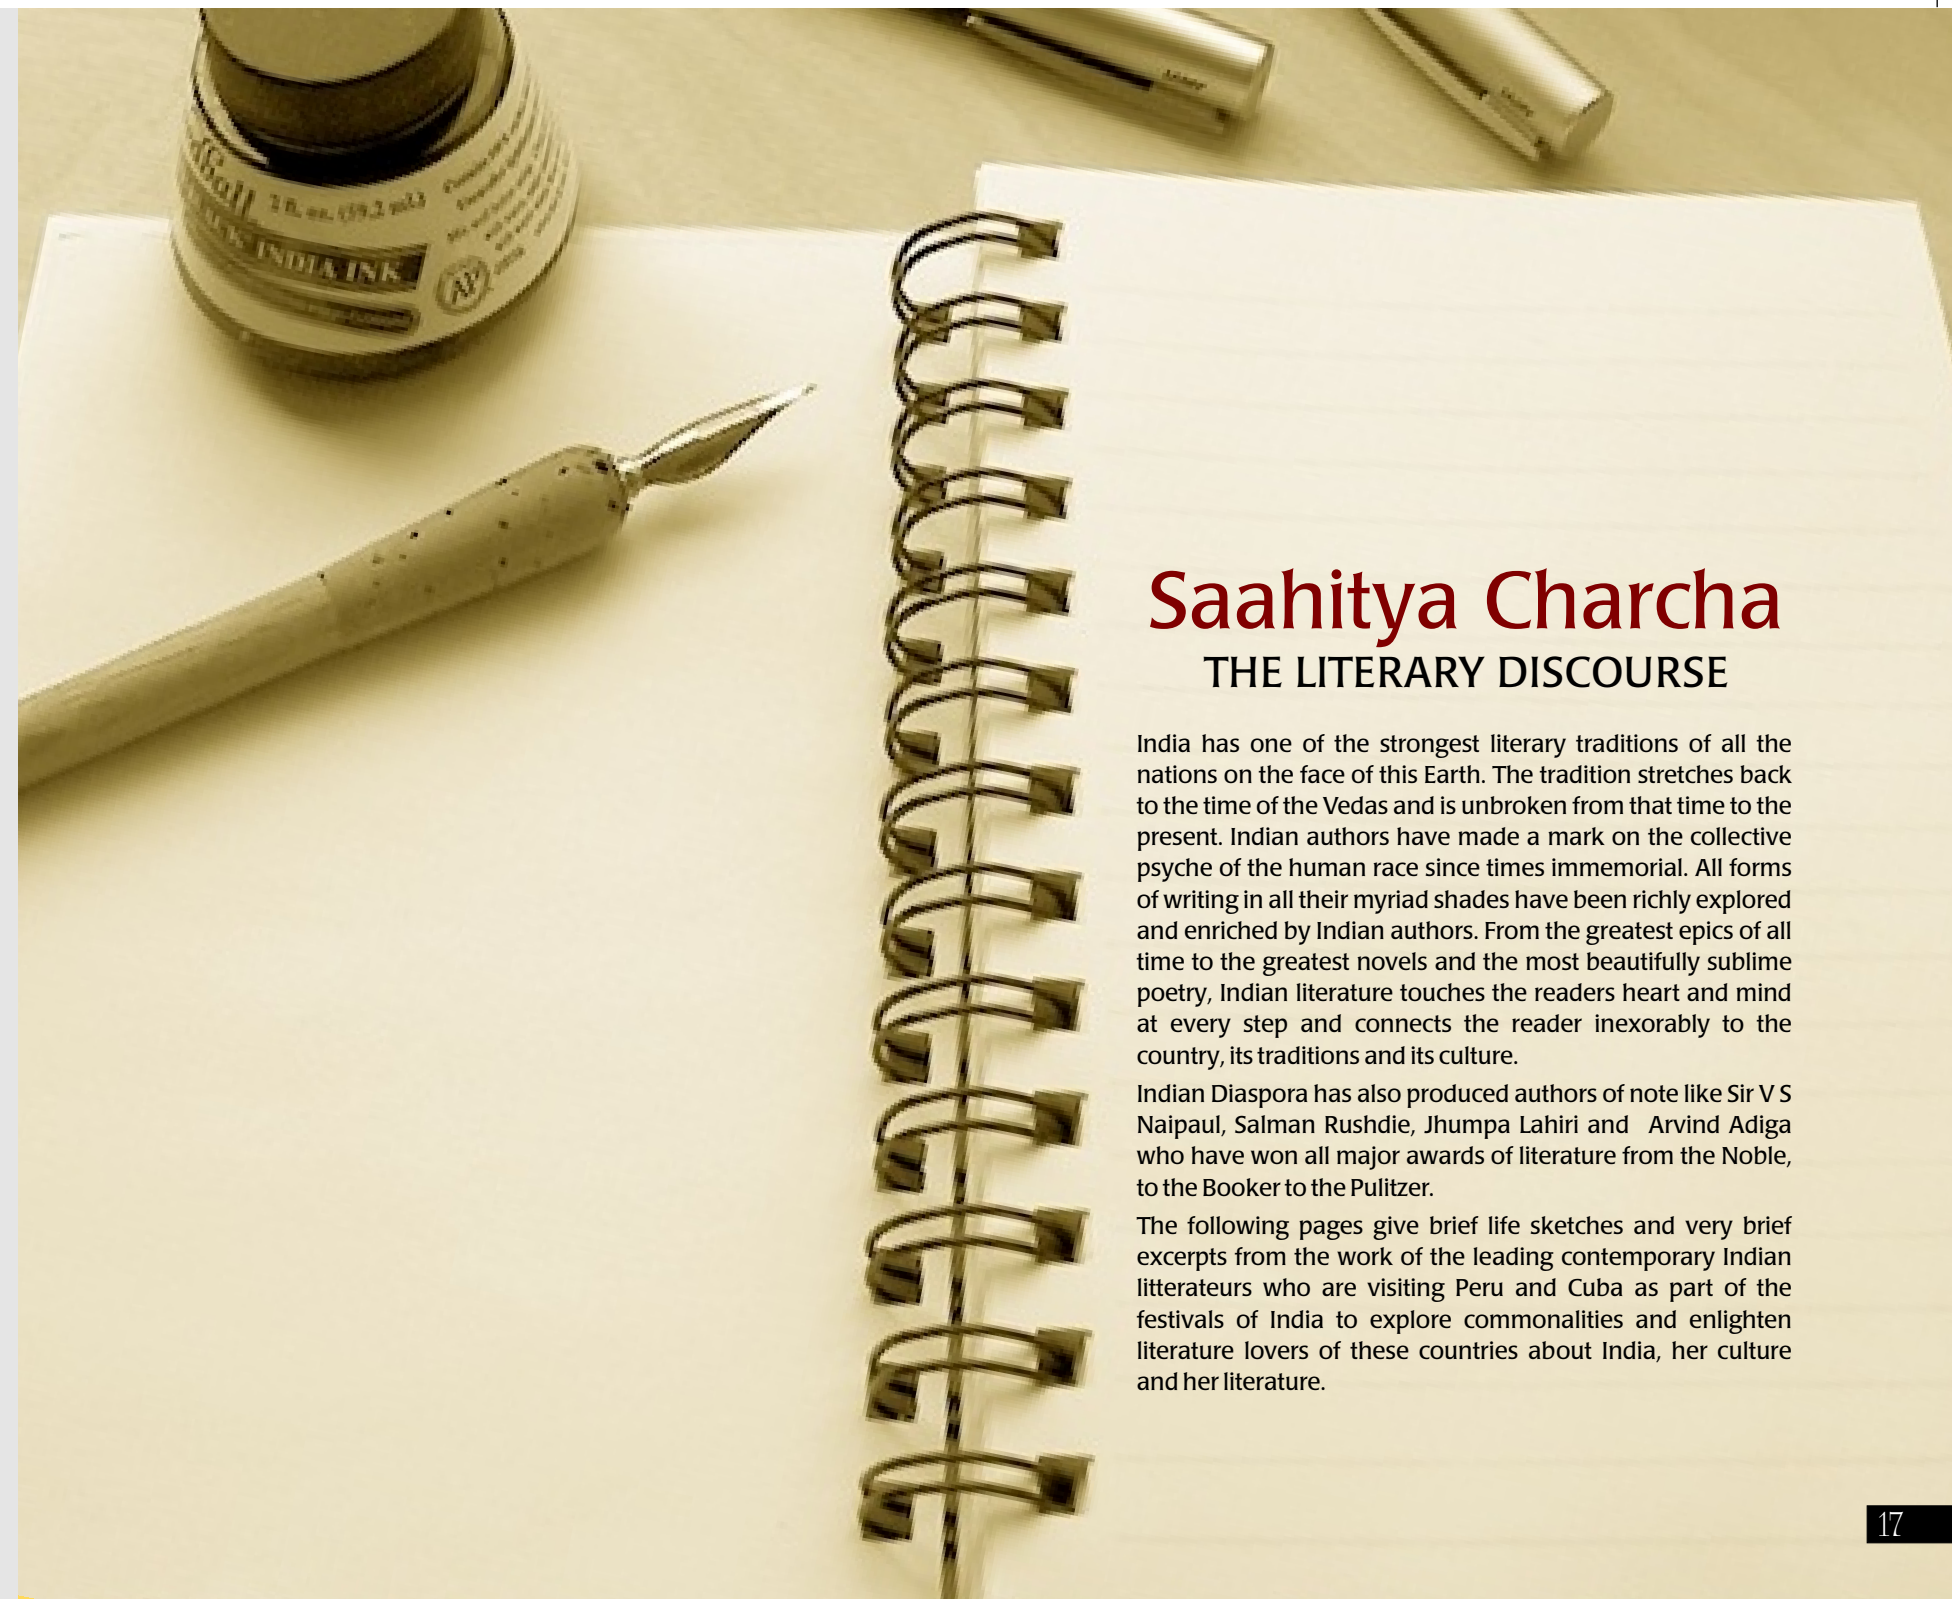 Ball
1 fl. oz. (59.2 ml.)
INDIA INK
Saahitya Charcha
THE LITERARY DISCOURSE
India has one of the strongest literary traditions of all the
nations on the face of this Earth. The tradition stretches back
to the time of the Vedas and is unbroken from that time to the
present. Indian authors have made a mark on the collective
psyche of the human race since times immemorial. All forms
of writing in all their myriad shades have been richly explored
and enriched by Indian authors. From the greatest epics of all
time to the greatest novels and the most beautifully sublime
poetry, Indian literature touches the readers heart and mind
at every step and connects the reader inexorably to the
country, its traditions and its culture.
Indian Diaspora has also produced authors of note like Sir V S
Naipaul, Salman Rushdie, Jhumpa Lahiri and Arvind Adiga
who have won all major awards of literature from the Noble,
to the Booker to the Pulitzer.
The following pages give brief life sketches and very brief
excerpts from the work of the leading contemporary Indian
litterateurs who are visiting Peru and Cuba as part of the
festivals of India to explore commonalities and enlighten
literature lovers of these countries about India, her culture
and her literature.
17